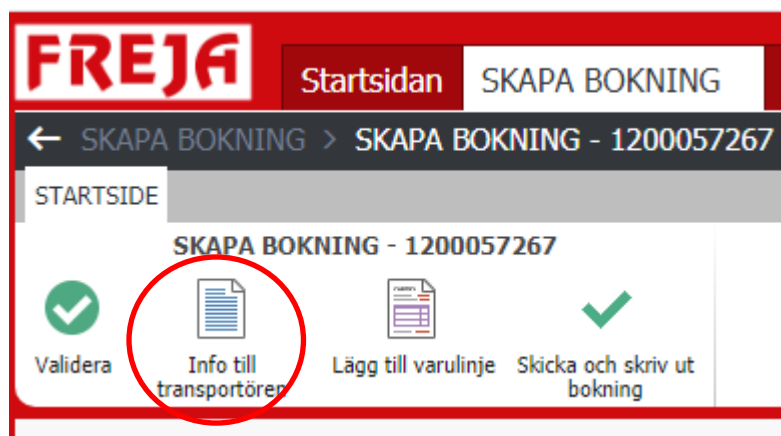 FREJA
Startsidan SKAPA BOKNING
← SKAPA BOKNING > SKAPA BOKNING - 1200057267
STARTSIDE
SKAPA BOKNING - 1200057267
Validera
Info till
transportören
Lägg till varulinje
Skicka och skriv ut
bokning